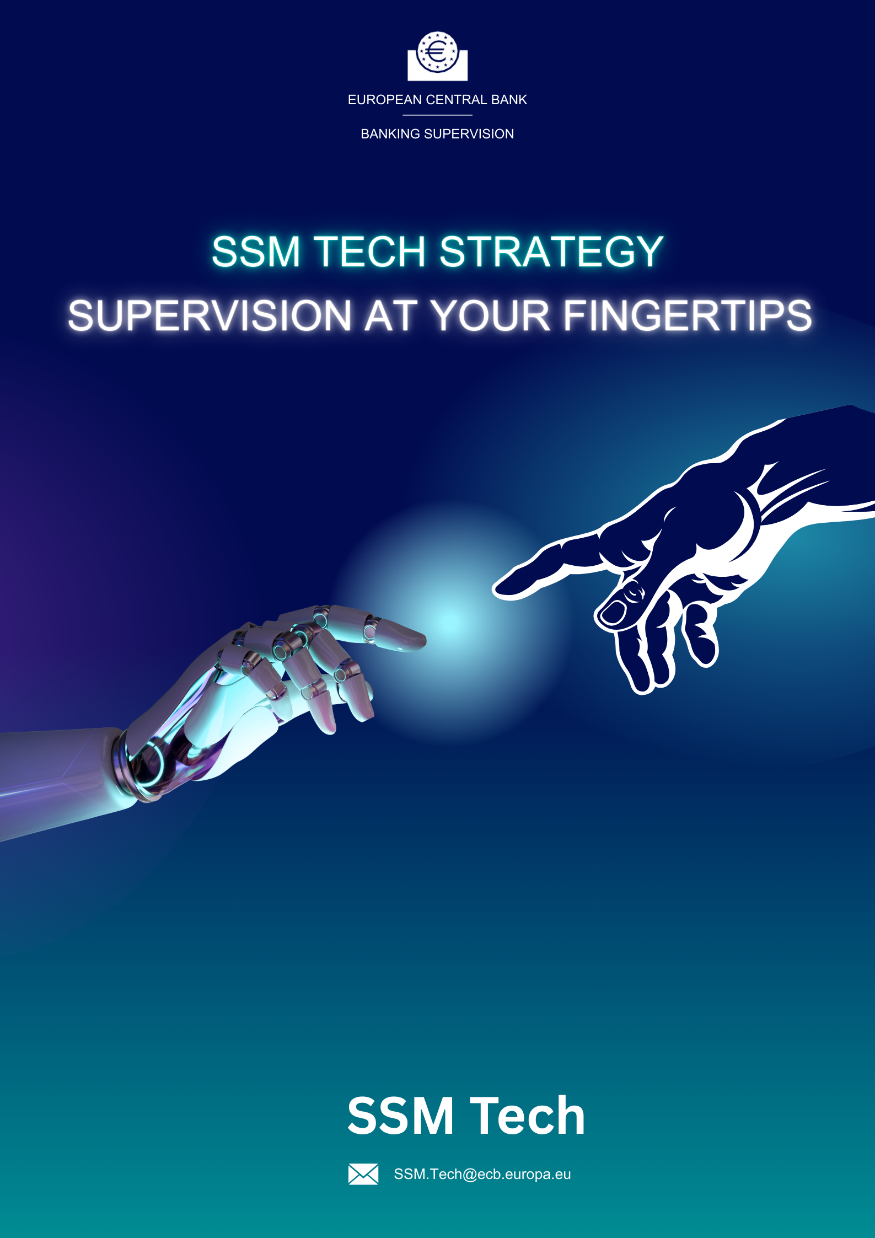 EUROPEAN CENTRAL BANK
BANKING SUPERVISION
SSM TECH STRATEGY
SUPERVISION AT YOUR FINGERTIPS
SSM Tech
SSM.Tech@ecb.europa.eu